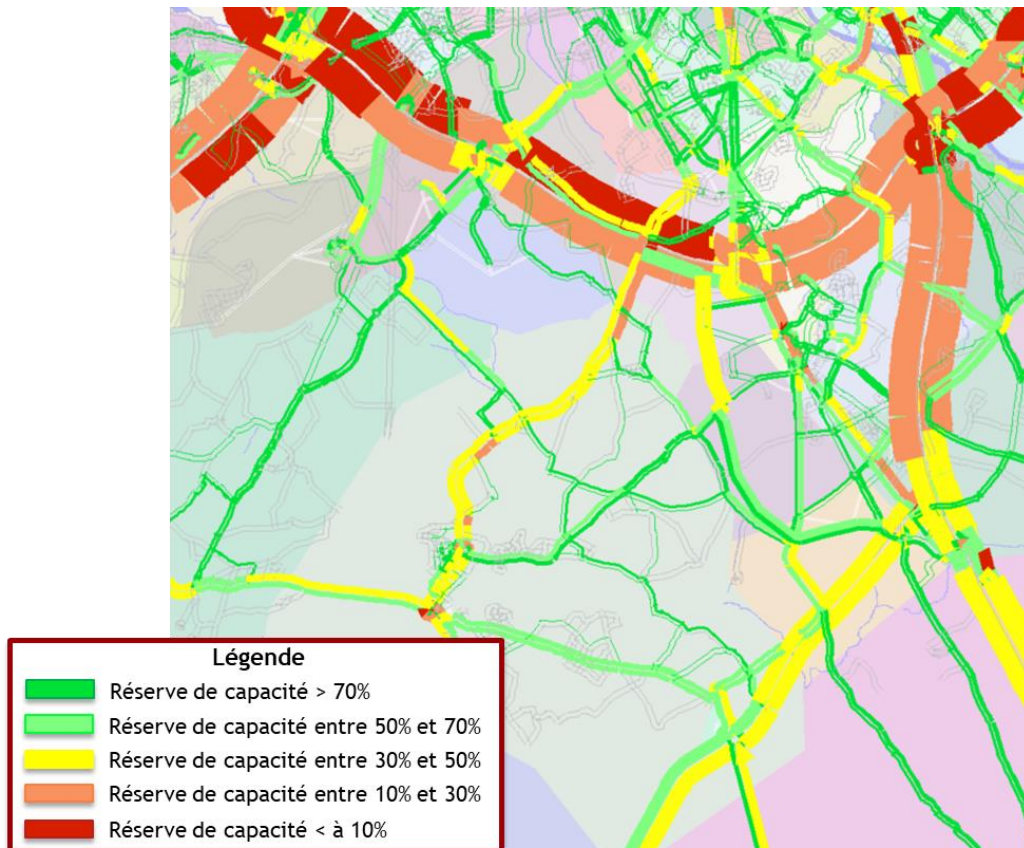 Légende
Réserve de capacité > 70%
Réserve de capacité entre 50% et 70%
Réserve de capacité entre 30% et 50%
Réserve de capacité entre 10% et 30%
Réserve de capacité < à 10%